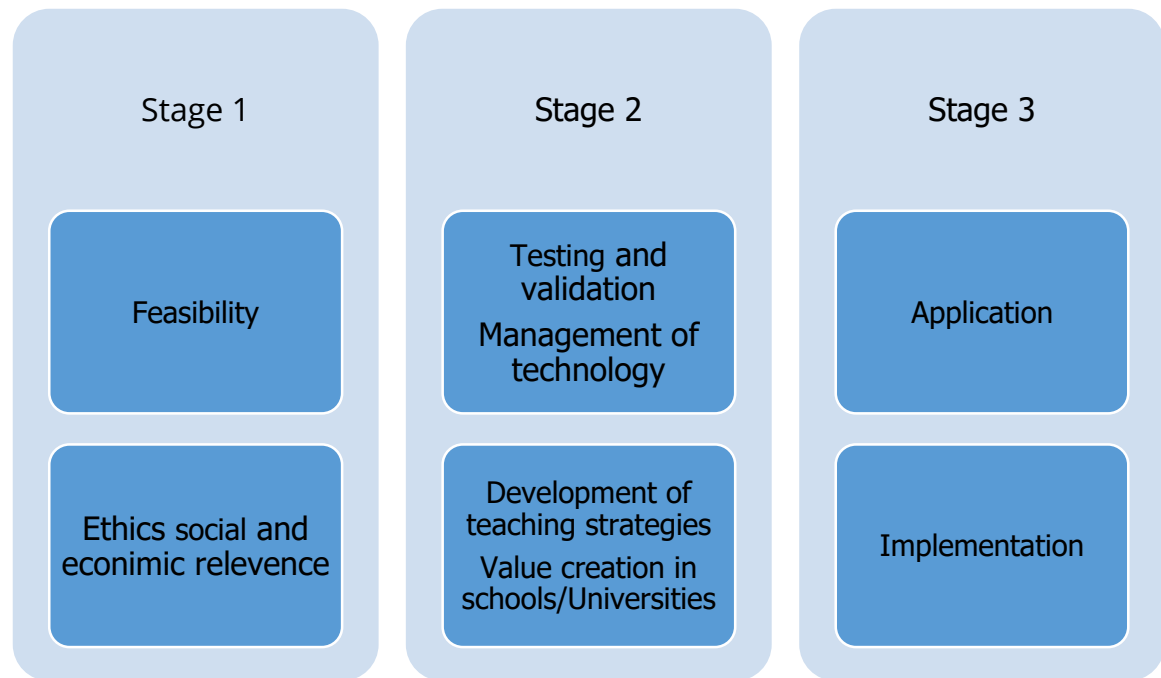 Stage 1
Feasibility
Ethics social and
econimic relevence
Stage 2
Testing and
validation
Management of
technology
Development of
teaching strategies
Value creation in
schools/Universities
Stage 3
Application
Implementation